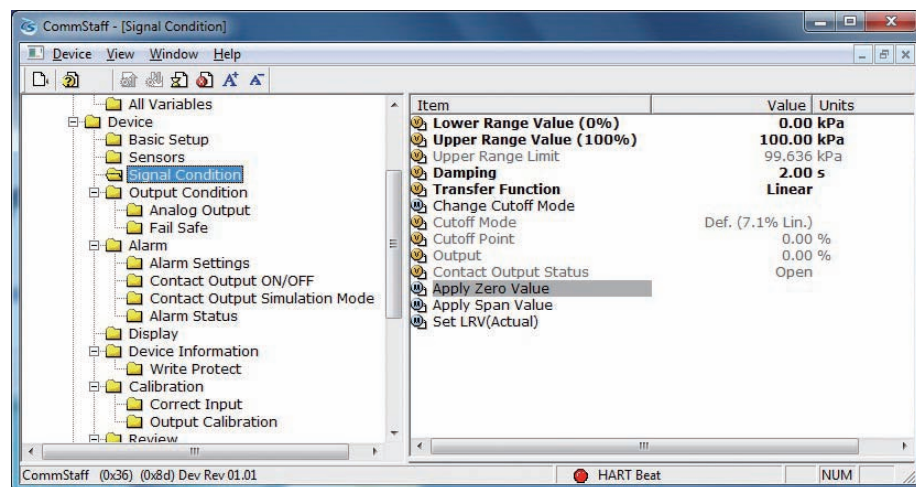 CommStaff - [Signal Condition]
Device View Window Help
All Variables
Device
Basic Setup
Sensors
Signal Condition
Output Condition
Analog Output
Fail Safe
Alarm
Alarm Settings
Contact Output ON/OFF
Contact Output Simulation Mode
Alarm Status
Display
Device Information
Write Protect
Calibration
Correct Input
Output Calibration
Review
Item Value Units
Lower Range Value (0%) 0.00 kPa
Upper Range Value (100%) 100.00 kPa
Upper Range Limit 99.636 kPa
Damping 2.00 s
Transfer Function Linear
Change Cutoff Mode
Cutoff Mode Def. (7.1% Lin.)
Cutoff Point 0.00 %
Output 0.00 %
Contact Output Status Open
Apply Zero Value
Apply Span Value
Set LRV(Actual)
CommStaff (0x36) (0x8d) Dev Rev 01.01 HART Beat NUM